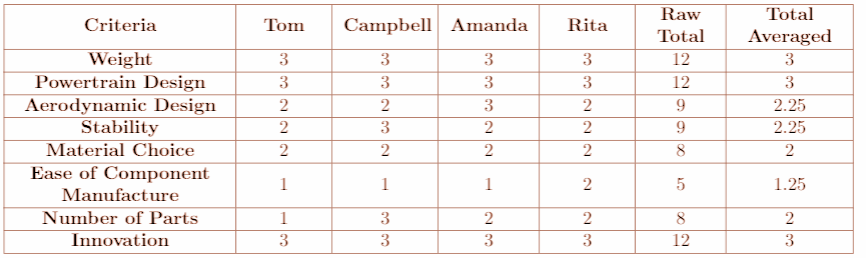 Criteria Tom Campbell Amanda Rita Raw Total Total Averaged
Weight 3 3 3 3 12 3
Powertrain Design 3 3 3 3 12 3
Aerodynamic Design 2 2 3 2 9 2.25
Stability 2 3 2 2 9 2.25
Material Choice 2 2 2 2 8 2
Ease of Component Manufacture 1 1 1 2 5 1.25
Number of Parts 1 3 2 2 8 2
Innovation 3 3 3 3 12 3